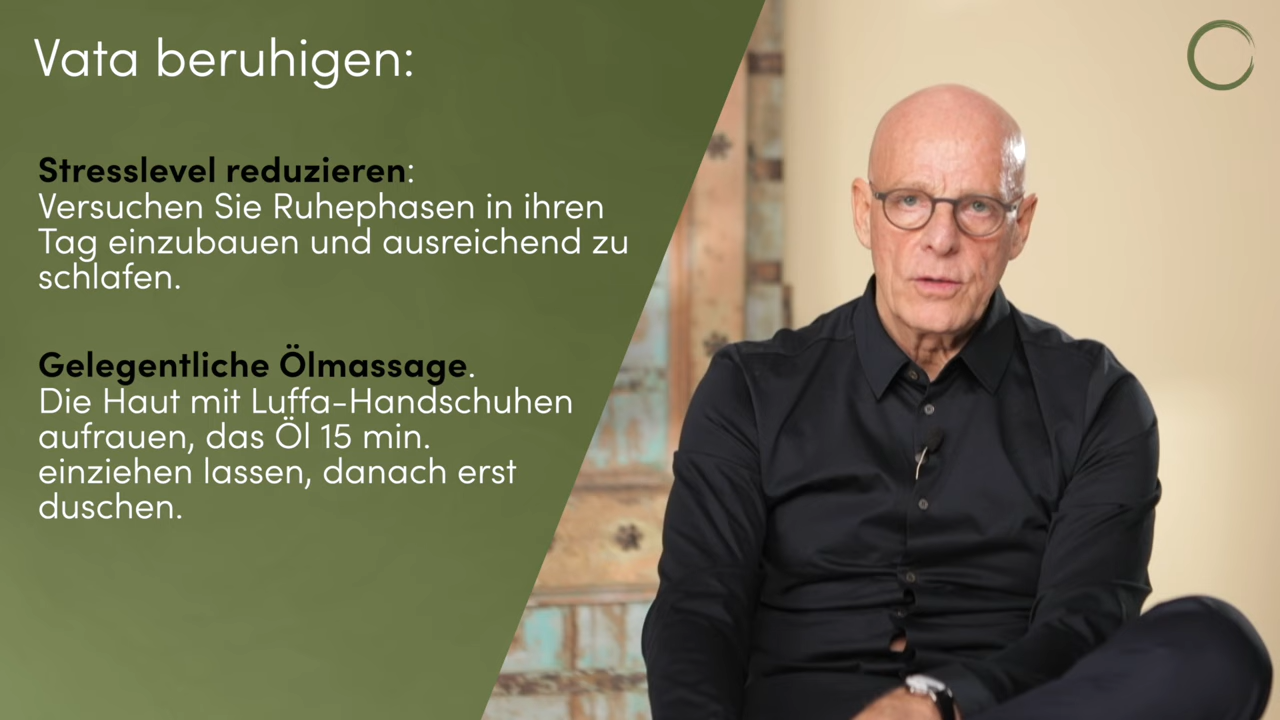 Vata beruhigen:
Stresslevel reduzieren:
Versuchen Sie Ruhephasen in ihren
Tag einzubauen und ausreichend zu
schlafen.
Gelegentliche Ölmassage.
Die Haut mit Luffa-Handschuhen
aufrauen, das Öl 15 min.
einziehen lassen, danach erst
duschen.